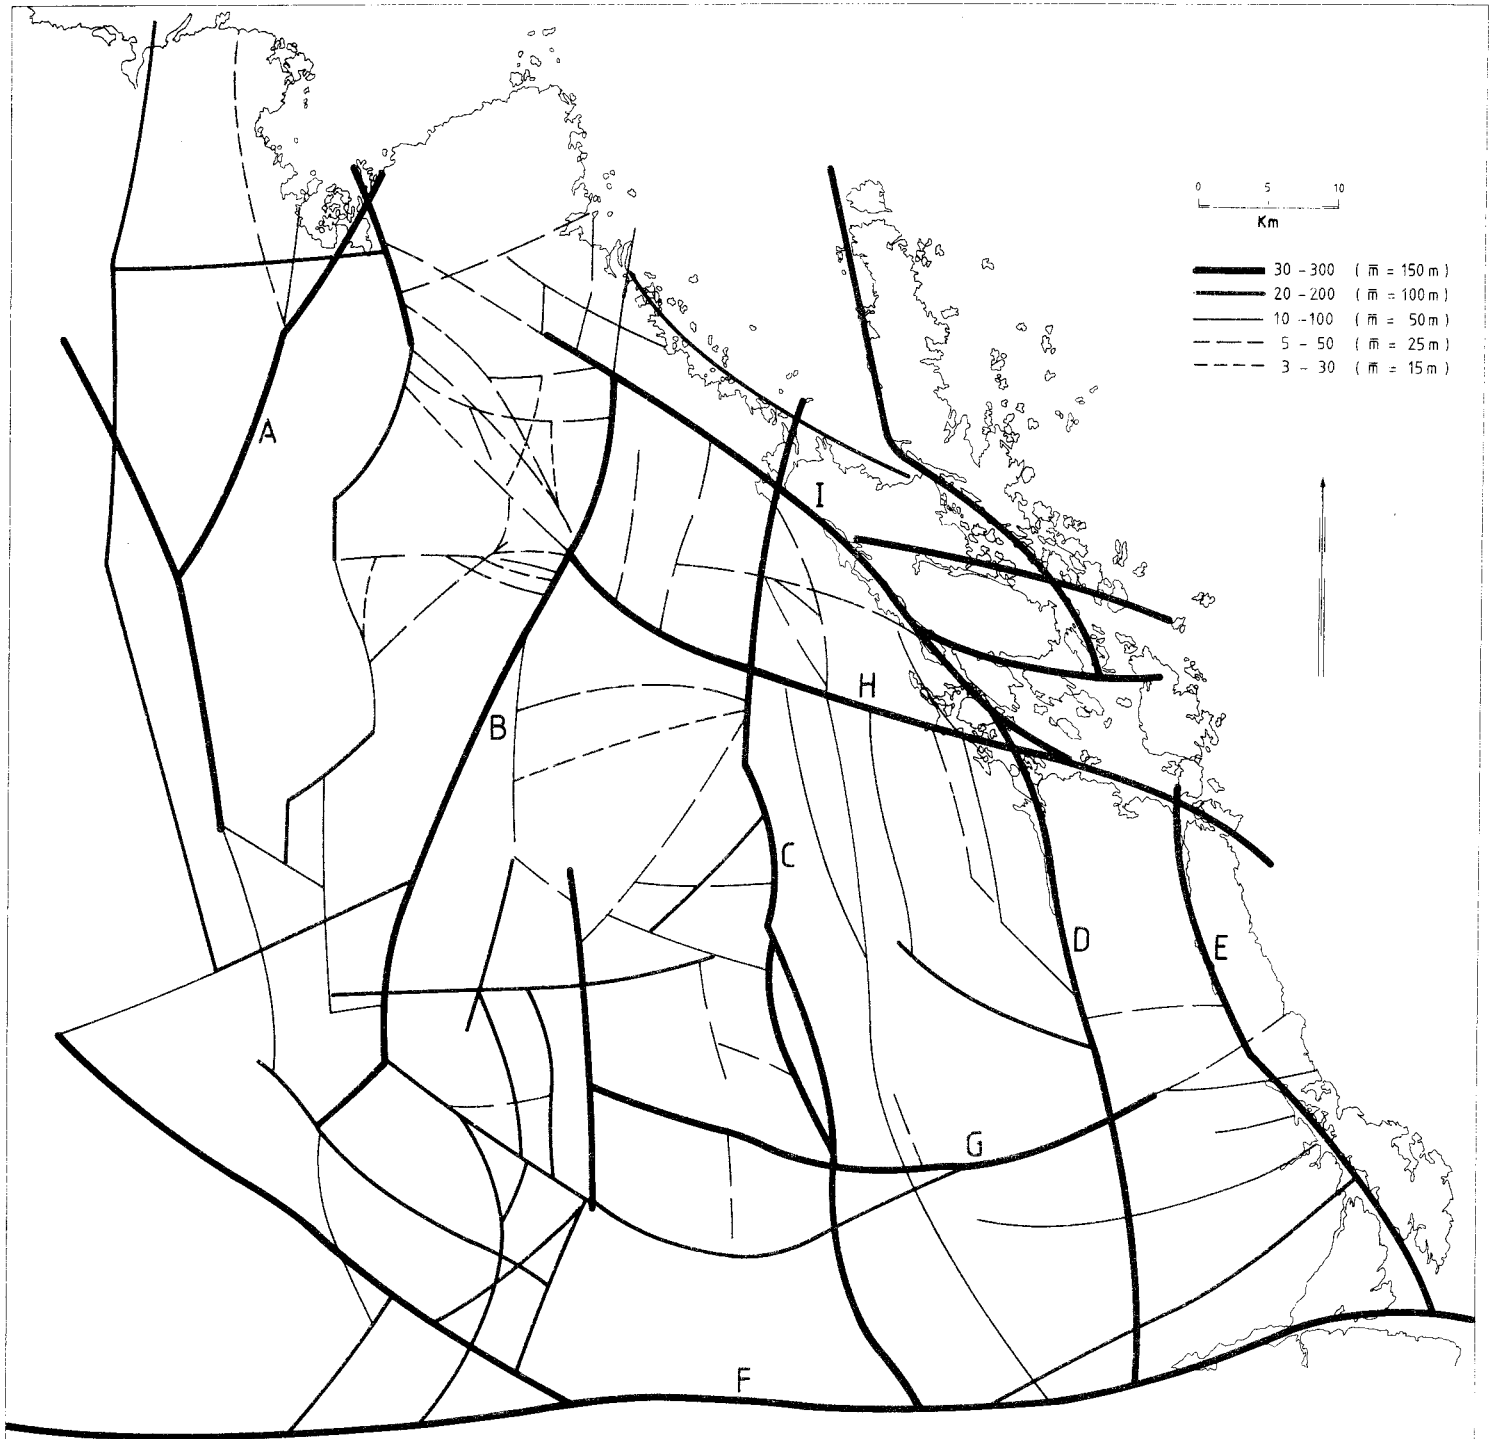 0 5 10
Km
30 - 300 ( m̅ = 150 m )
20 - 200 ( m̅ = 100 m )
10 - 100 ( m̅ = 50 m )
5 - 50 ( m̅ = 25 m )
3 - 30 ( m̅ = 15 m )
A
I
H
B
C
D
E
G
F